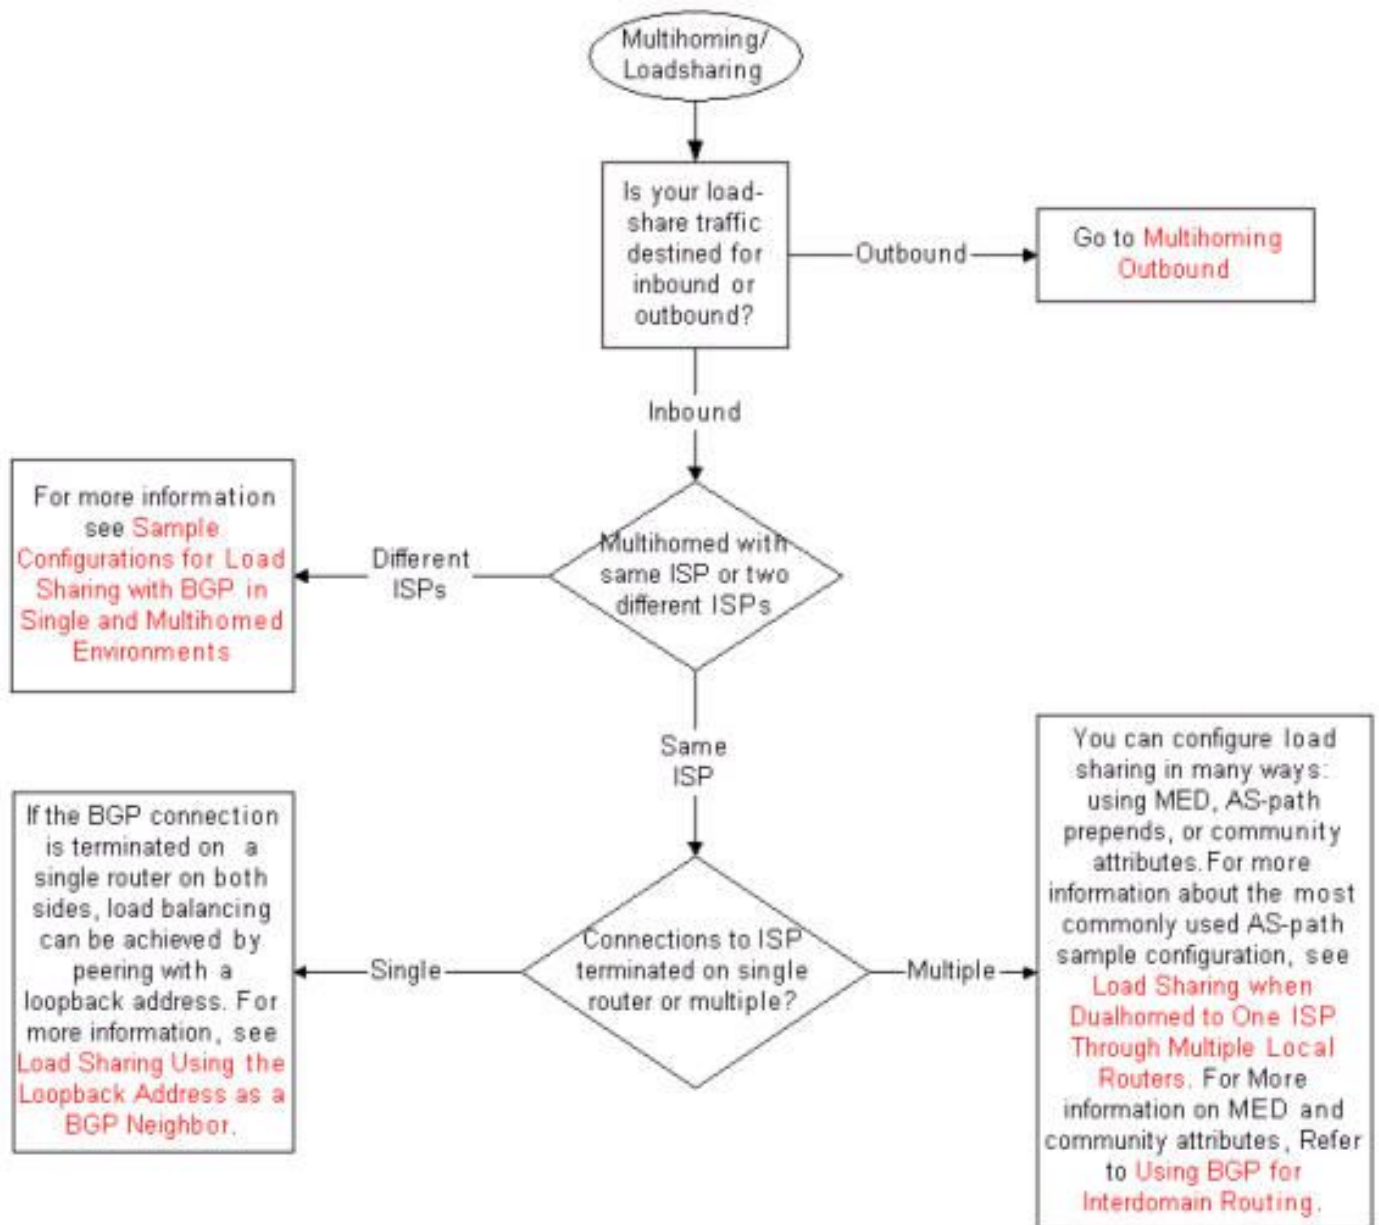 Multihoming/
Loadsharing
Is your load-
share traffic
destined for
inbound or
outbound?
Outbound
Go to Multihoming
Outbound
Inbound
Multihomed with
same ISP or two
different ISPs
Different
ISPs
For more information
see Sample
Configurations for Load
Sharing with BGP in
Single and Multihomed
Environments
Same
ISP
Connections to ISP
terminated on single
router or multiple?
Single
If the BGP connection
is terminated on a
single router on both
sides, load balancing
can be achieved by
peering with a
loopback address. For
more information, see
Load Sharing Using the
Loopback Address as a
BGP Neighbor.
Multiple
You can configure load
sharing in many ways:
using MED, AS-path
prepends, or community
attributes. For more
information about the most
commonly used AS-path
sample configuration, see
Load Sharing when
Dualhomed to One ISP
Through Multiple Local
Routers. For More
information on MED and
community attributes, Refer
to Using BGP for
Interdomain Routing.